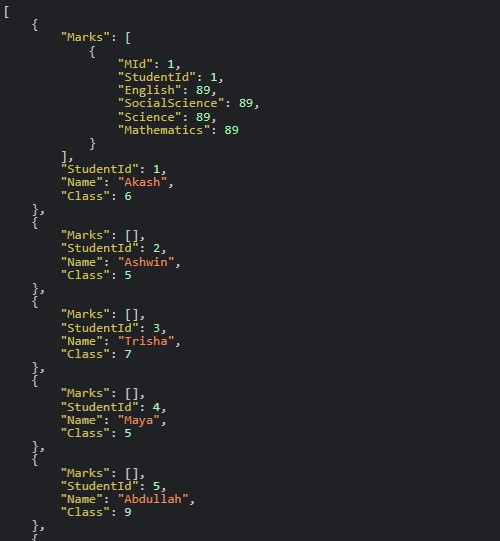 [
    {
        "Marks": [
            {
                "MId": 1,
                "StudentId": 1,
                "English": 89,
                "SocialScience": 89,
                "Science": 89,
                "Mathematics": 89
            }
        ],
        "StudentId": 1,
        "Name": "Akash",
        "Class": 6
    },
    {
        "Marks": [],
        "StudentId": 2,
        "Name": "Ashwin",
        "Class": 5
    },
    {
        "Marks": [],
        "StudentId": 3,
        "Name": "Trisha",
        "Class": 7
    },
    {
        "Marks": [],
        "StudentId": 4,
        "Name": "Maya",
        "Class": 5
    },
    {
        "Marks": [],
        "StudentId": 5,
        "Name": "Abdullah",
        "Class": 9
    },
    {